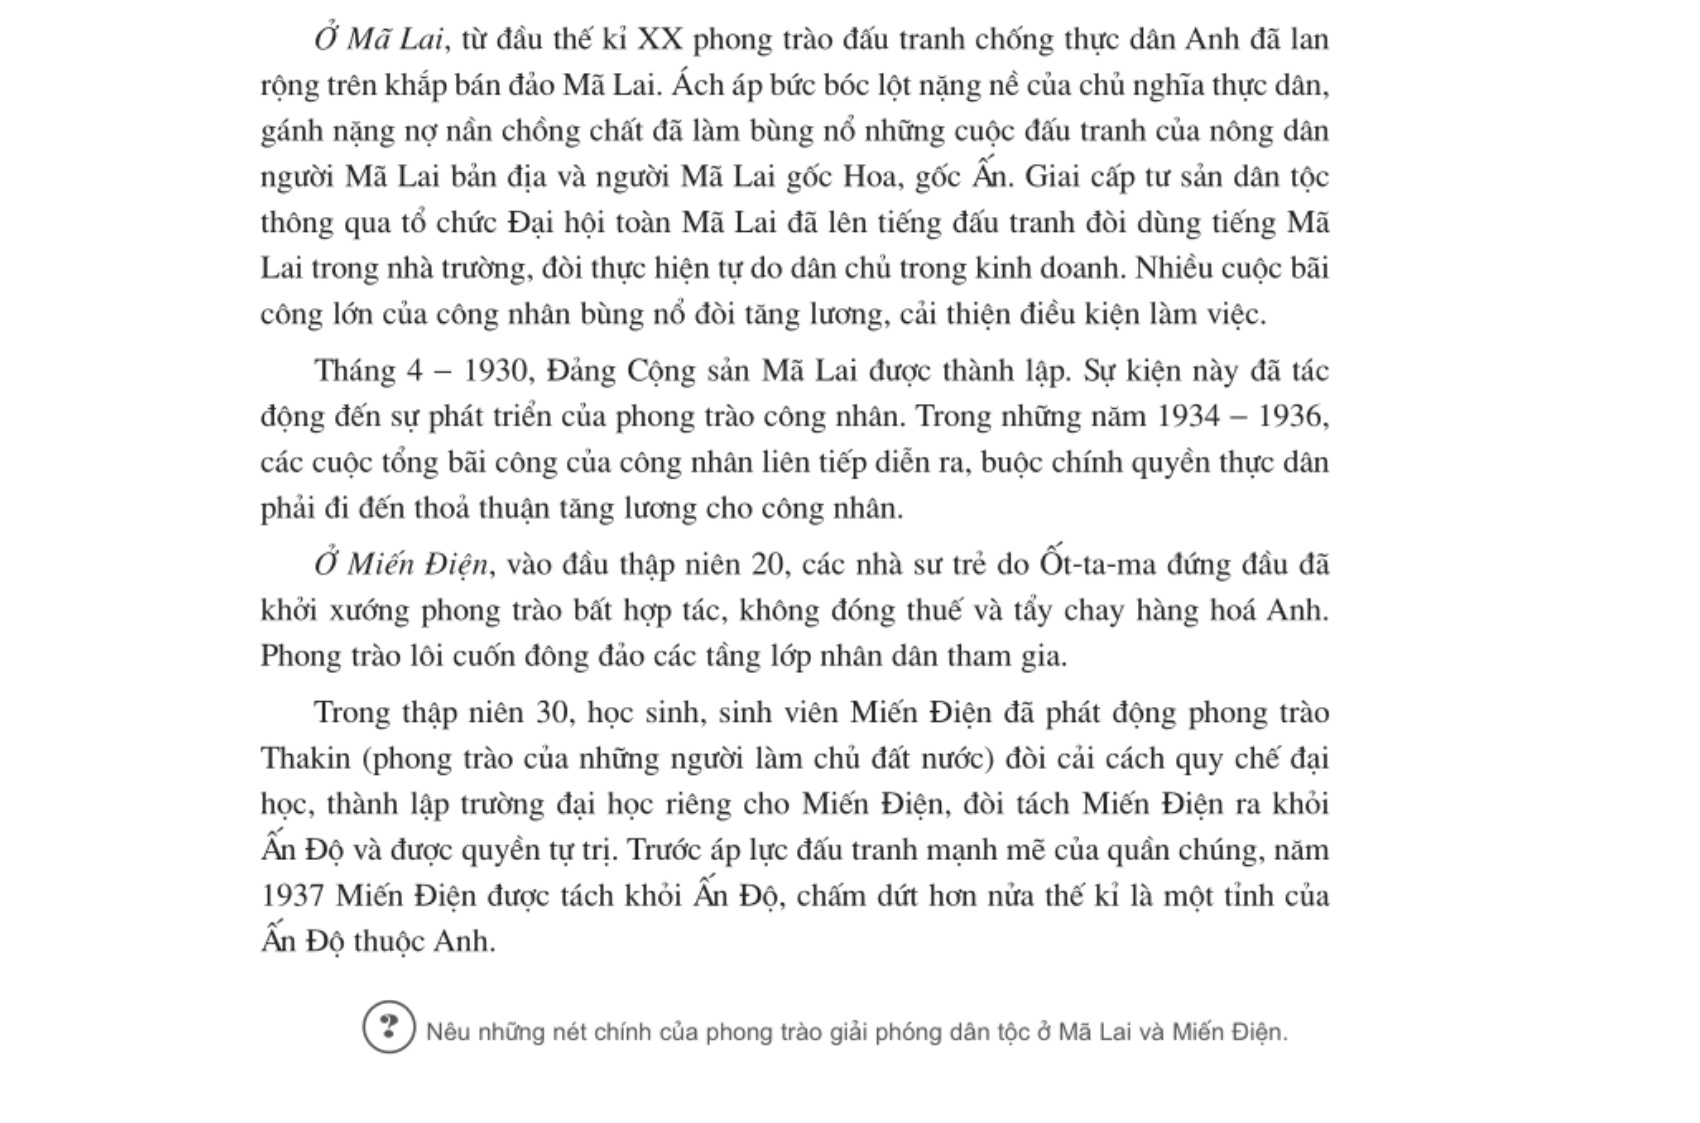 Ở Mã Lai, từ đầu thế kỉ XX phong trào đấu tranh chống thực dân Anh đã lan
rộng trên khắp bán đảo Mã Lai. Ách áp bức bóc lột nặng nề của chủ nghĩa thực dân,
gánh nặng nợ nần chồng chất đã làm bùng nổ những cuộc đấu tranh của nông dân
người Mã Lai bản địa và người Mã Lai gốc Hoa, gốc Ấn. Giai cấp tư sản dân tộc
thông qua tổ chức Đại hội toàn Mã Lai đã lên tiếng đấu tranh đòi dùng tiếng Mã
Lai trong nhà trường, đòi thực hiện tự do dân chủ trong kinh doanh. Nhiều cuộc bãi
công lớn của công nhân bùng nổ đòi tăng lương, cải thiện điều kiện làm việc.
Tháng 4 – 1930, Đảng Cộng sản Mã Lai được thành lập. Sự kiện này đã tác
động đến sự phát triển của phong trào công nhân. Trong những năm 1934 – 1936,
các cuộc tổng bãi công của công nhân liên tiếp diễn ra, buộc chính quyền thực dân
phải đi đến thoả thuận tăng lương cho công nhân.
Ở Miến Điện, vào đầu thập niên 20, các nhà sư trẻ do Ốt-ta-ma đứng đầu đã
khởi xướng phong trào bất hợp tác, không đóng thuế và tẩy chay hàng hoá Anh.
Phong trào lôi cuốn đông đảo các tầng lớp nhân dân tham gia.
Trong thập niên 30, học sinh, sinh viên Miến Điện đã phát động phong trào
Thakin (phong trào của những người làm chủ đất nước) đòi cải cách quy chế đại
học, thành lập trường đại học riêng cho Miến Điện, đòi tách Miến Điện ra khỏi
Ấn Độ và được quyền tự trị. Trước áp lực đấu tranh mạnh mẽ của quần chúng, năm
1937 Miến Điện được tách khỏi Ấn Độ, chấm dứt hơn nửa thế kỉ là một tỉnh của
Ấn Độ thuộc Anh.
? Nêu những nét chính của phong trào giải phóng dân tộc ở Mã Lai và Miến Điện.